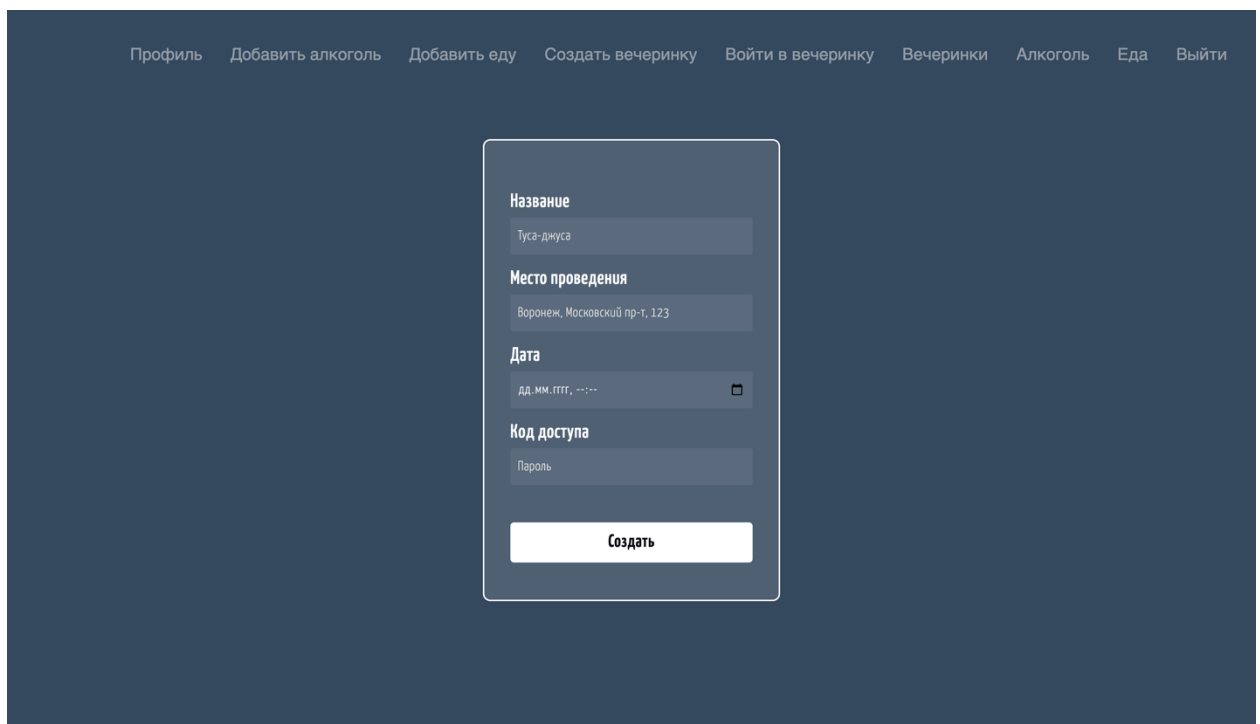 Профиль Добавить алкоголь Добавить еду Создать вечеринку Войти в вечеринку Вечеринки Алкоголь Еда Выйти
Название
Туса-джуса
Место проведения
Воронеж, Московский пр-т, 123
Дата
дд.мм.гггг, --:--
Код доступа
Пароль
Создать